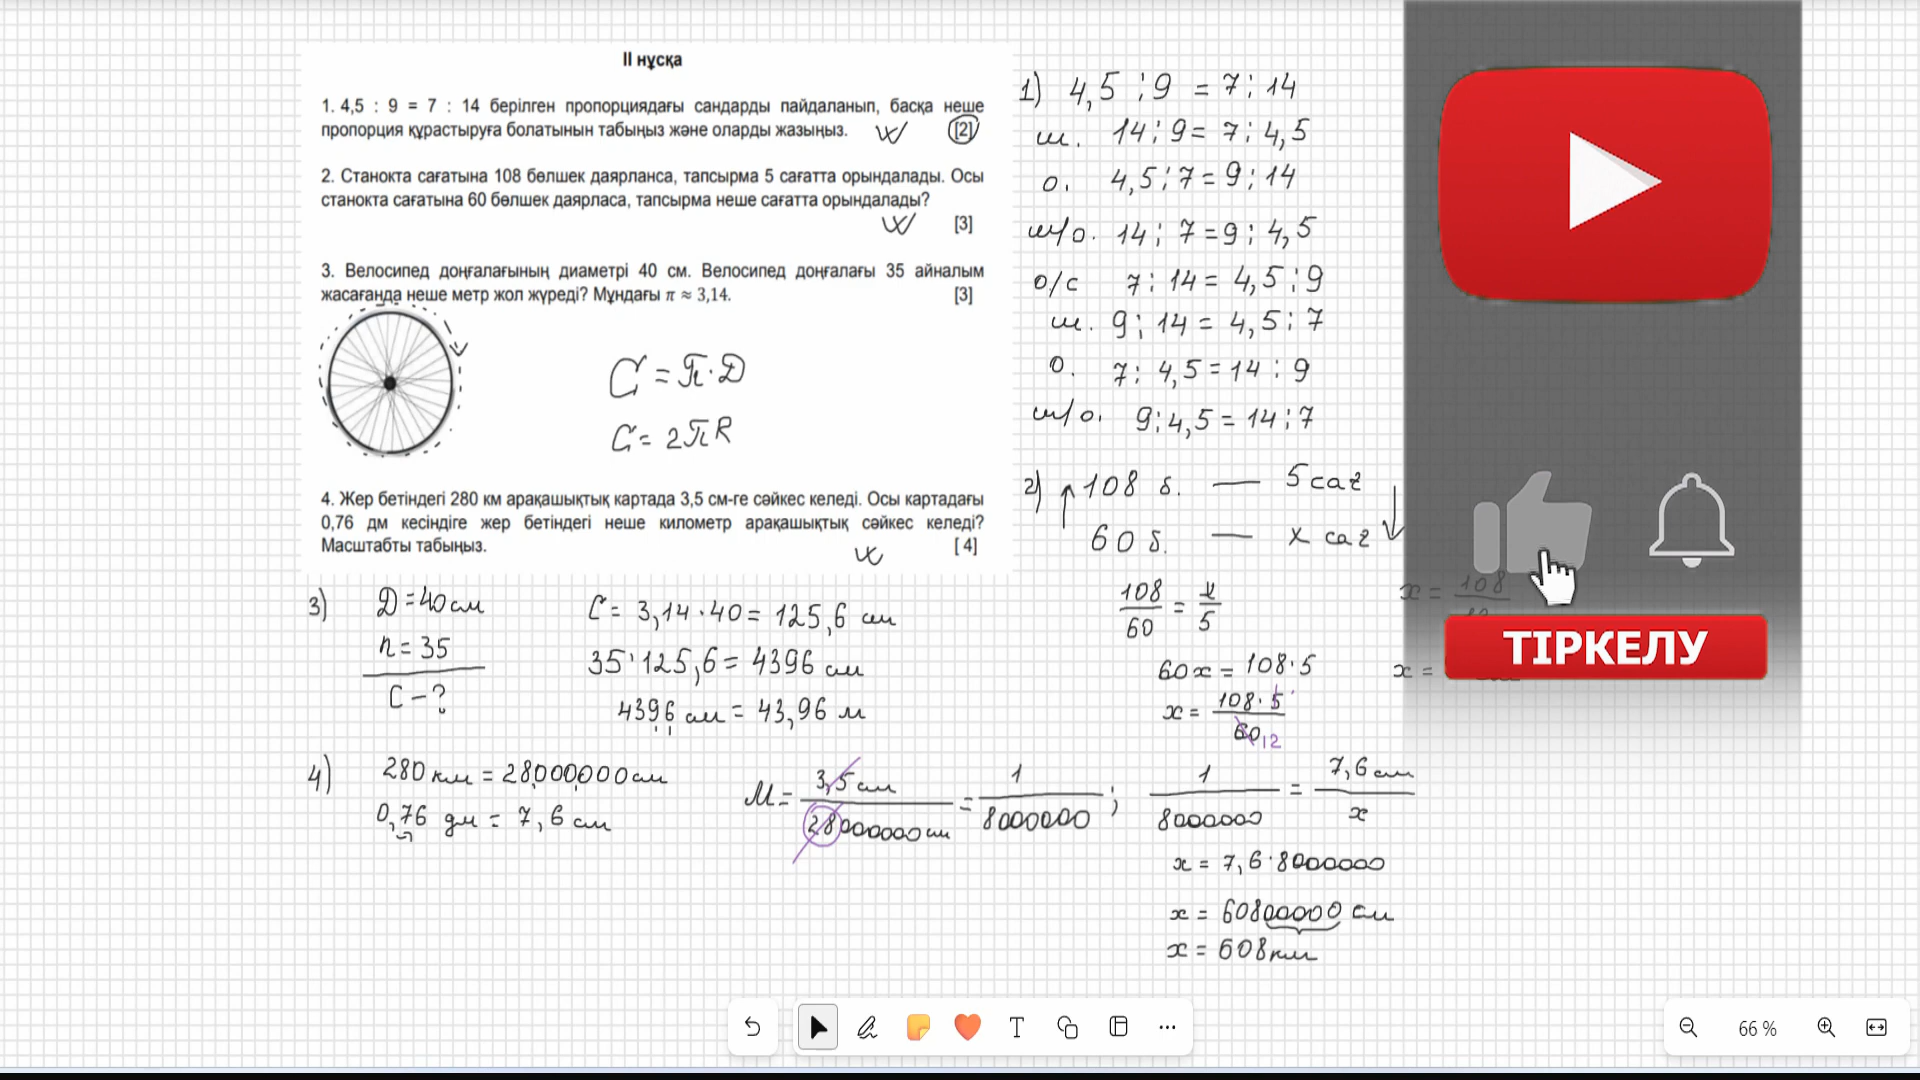 II нұсқа
1. 4,5 : 9 = 7 : 14 берілген пропорциядағы сандарды пайдаланып, басқа неше
пропорция құрастыруға болатынын табыңыз және оларды жазыңыз. [2]
2. Станокта сағатына 108 бөлшек даярланса, тапсырма 5 сағатта орындалады. Осы
станокта сағатына 60 бөлшек даярласа, тапсырма неше сағатта орындалады?
[3]
3. Велосипед доңғалағының диаметрі 40 см. Велосипед доңғалағы 35 айналым
жасағанда неше метр жол жүреді? Мұндағы π ≈ 3,14. [3]
C = π · D
C = 2πR
4. Жер бетіндегі 280 км арақашықтық картада 3,5 см-ге сәйкес келеді. Осы картадағы
0,76 дм кесіндіге жер бетіндегі неше километр арақашықтық сәйкес келеді?
Масштабты табыңыз. [ 4]
1) 4,5 : 9 = 7 : 14
ш. 14 : 9 = 7 : 4,5
о. 4,5 : 7 = 9 : 14
ш/о. 14 : 7 = 9 : 4,5
о/с 7 : 14 = 4,5 : 9
ш. 9 : 14 = 4,5 : 7
о. 7 : 4,5 = 14 : 9
ш/о. 9 : 4,5 = 14 : 7
2) 108 б. — 5 сағ
60 б. — x сағ
108/60 = x/5
60x = 108·5
x = 108·5/60 12
x = 108
x =
3) D = 40 см
n = 35
C – ?
C = 3,14 · 40 = 125,6 см
35 · 125,6 = 4396 см
4396 см = 43,96 м
4) 280 км = 28000000 см
0,76 дм = 7,6 см
M = 3,5 см/28000000 см = 1/8000000 ; 1/8000000 = 7,6 см/x
x = 7,6 · 8000000
x = 60800000 см
x = 608 км
ТІРКЕЛУ
T
66 %